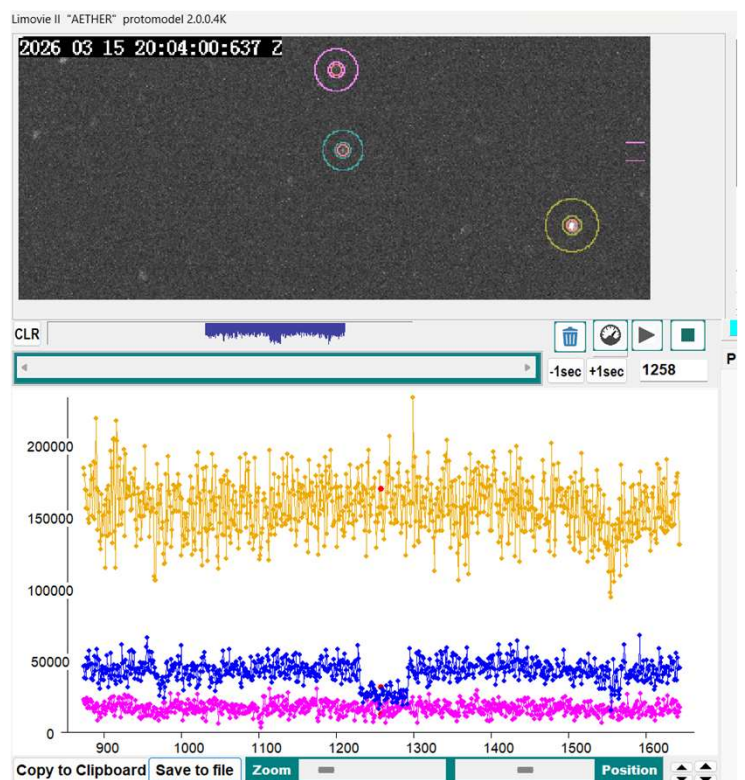 Limovie II "AETHER" protomodel 2.0.0.4K
2026 03 15 20:04:00:637 Z
CLR
-1sec +1sec 1258
P
200000
150000
100000
50000
0
900 1000 1100 1200 1300 1400 1500 1600
Copy to Clipboard Save to file Zoom Position